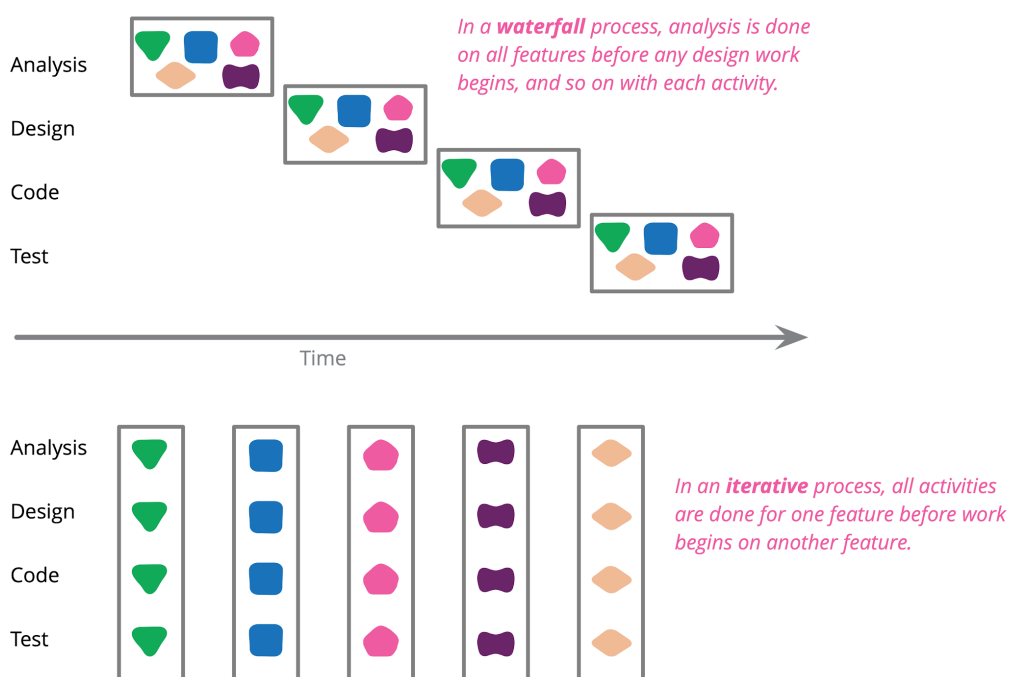 In a waterfall process, analysis is done
on all features before any design work
begins, and so on with each activity.
Analysis
Design
Code
Test
Time
Analysis
Design
Code
Test
In an iterative process, all activities
are done for one feature before work
begins on another feature.